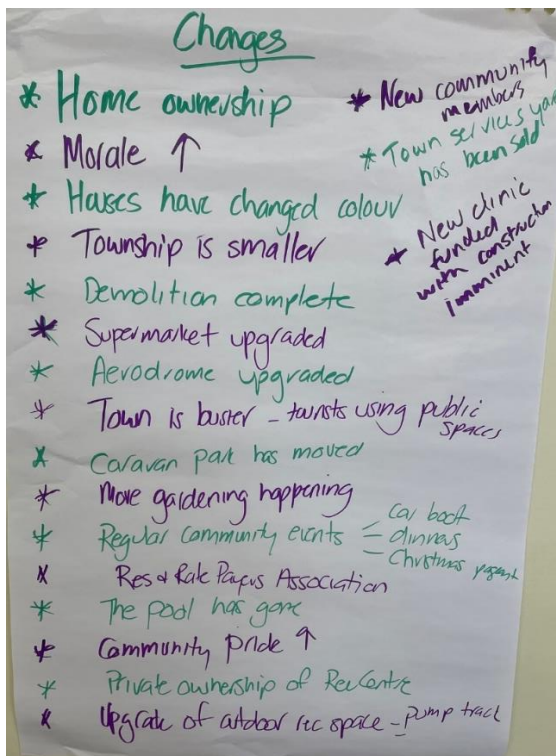 Changes
* Home ownership
* Morale ↑
* Houses have changed colour
* Township is smaller
* Demolition complete
* Supermarket upgraded
* Aerodrome upgraded
* Town is buster - tourists using public
spaces
* Caravan park has moved
* More gardening happening
* Regular Community events - Car boot
- dinners
- Christmas pageant
* Res & Rate Payers Association
* The pool has gone
* Community pride ↑
* Private ownership of Rec Centre
* Upgrade of outdoor rec space - pump track
* New community
members
* Town services yard
has been sold
* New clinic
funded
with construction
imminent